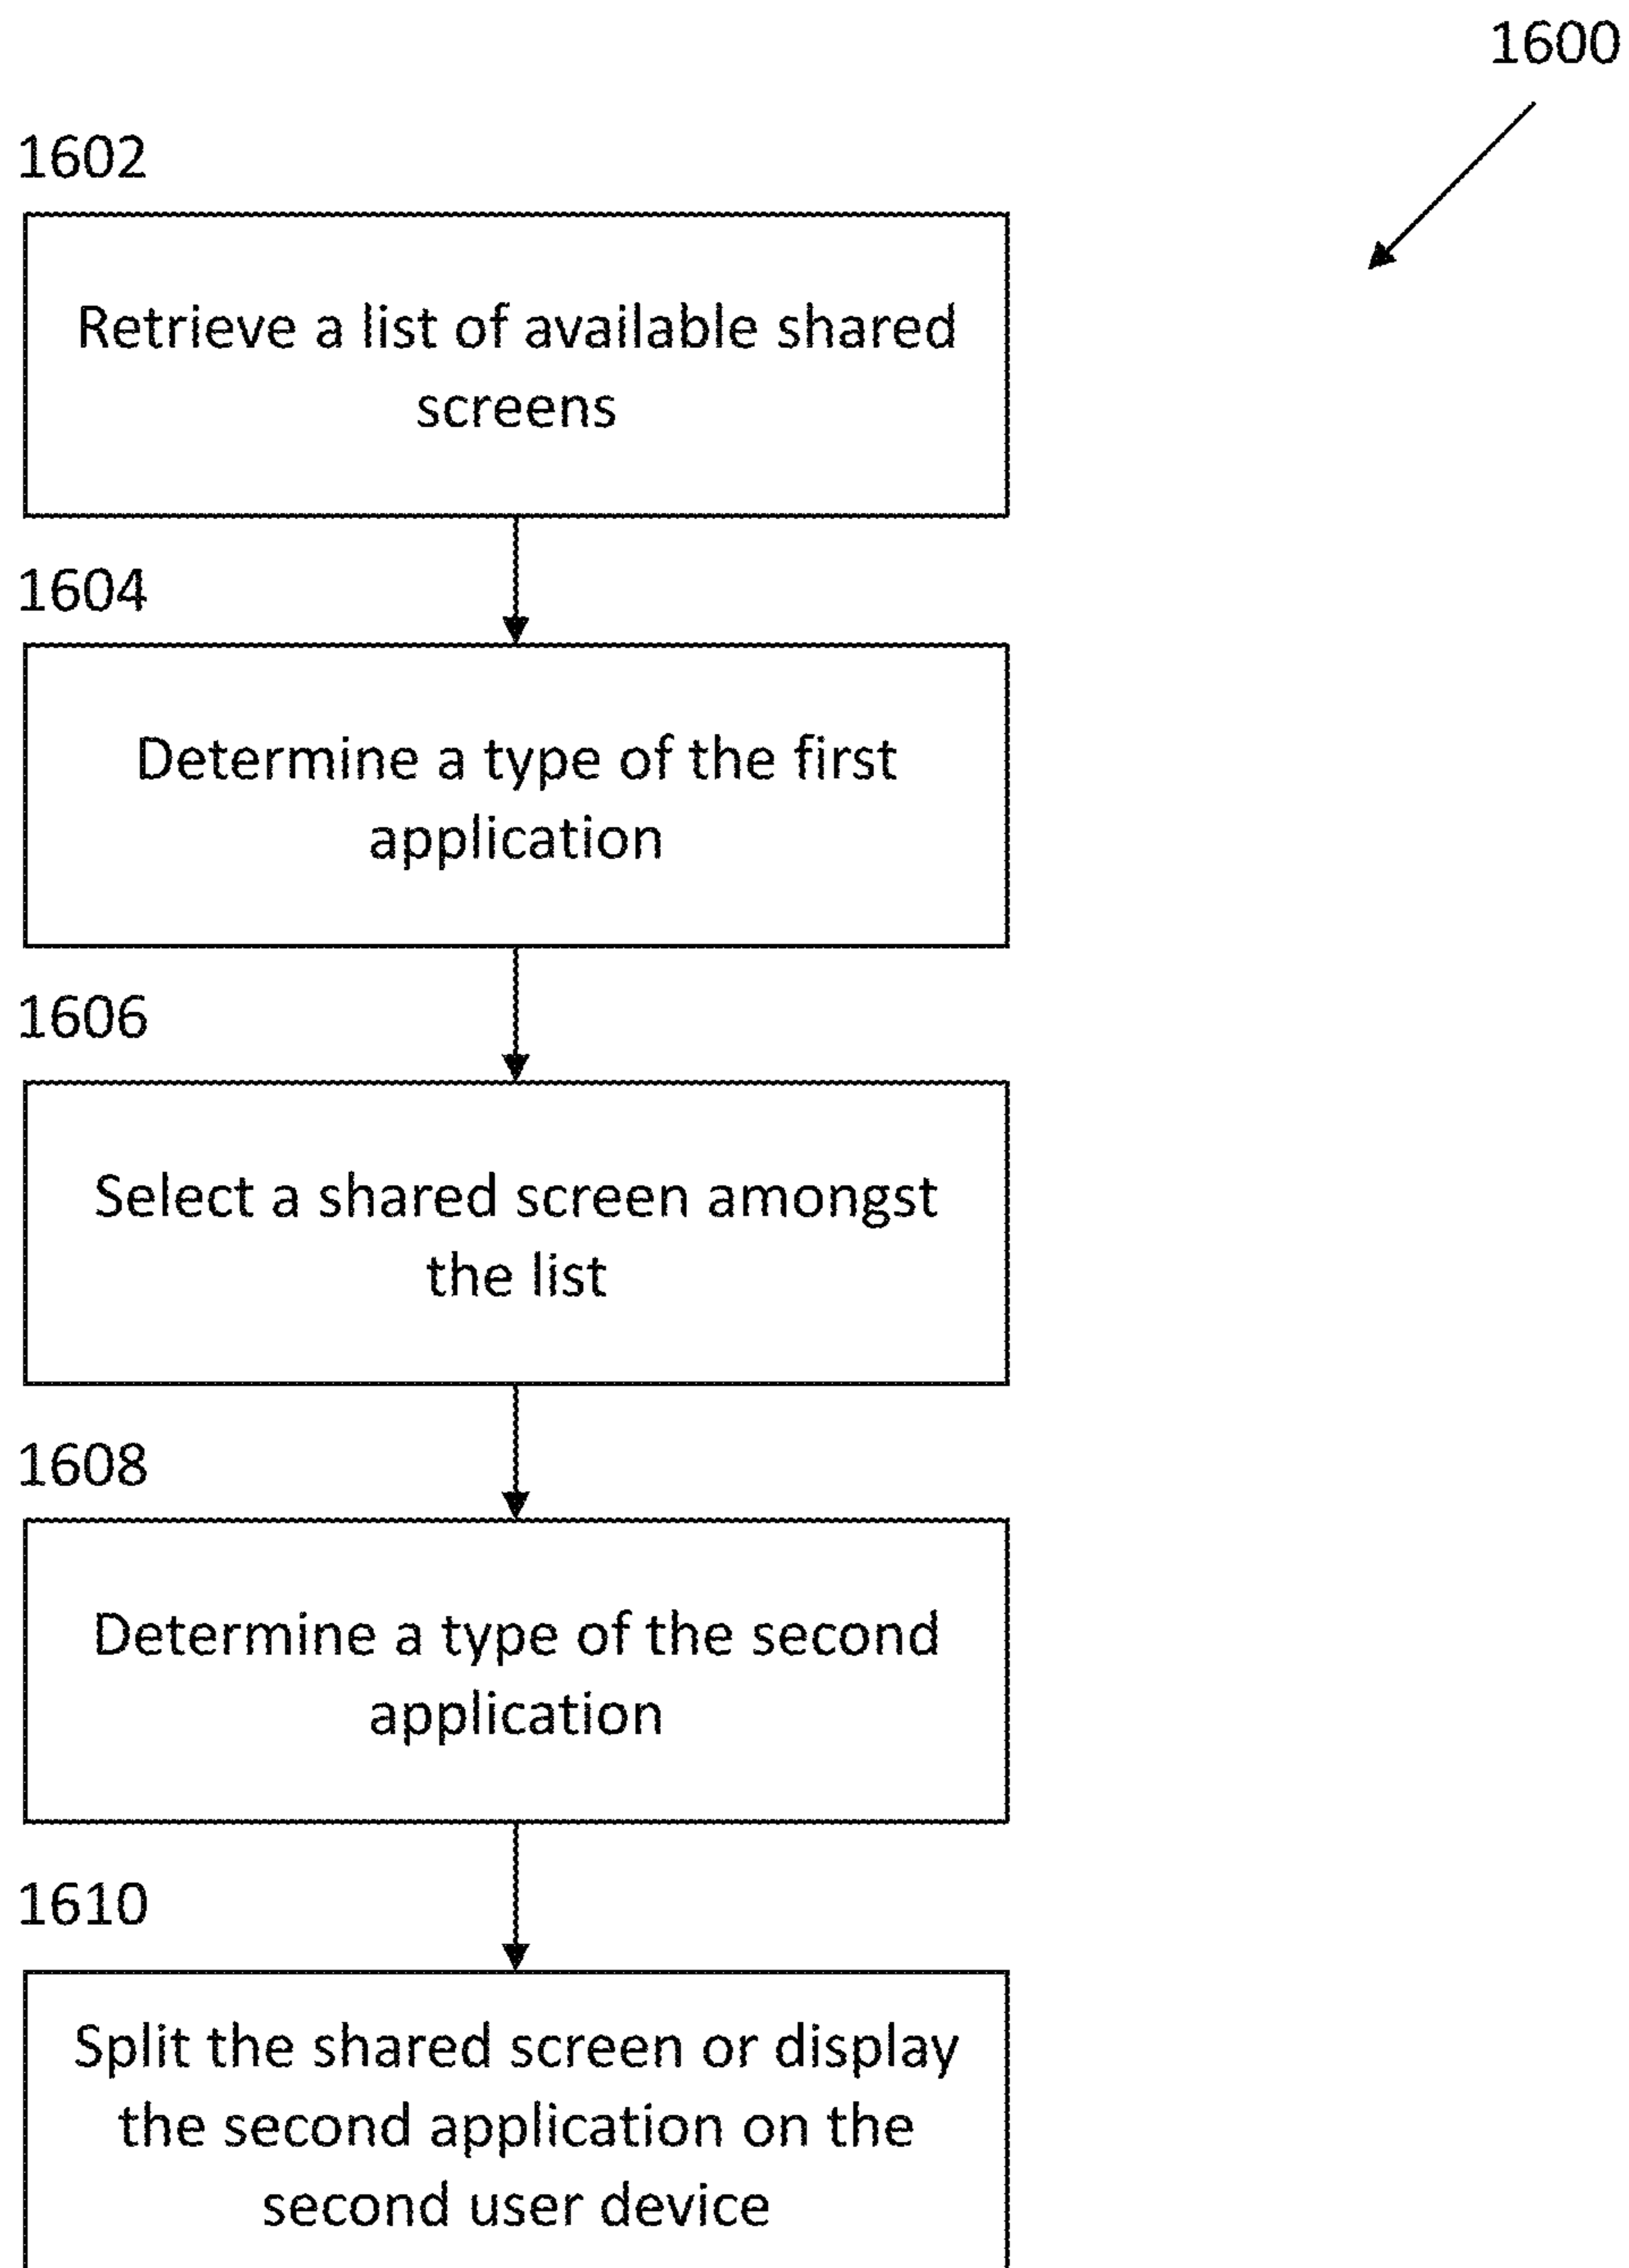 1600
1602
Retrieve a list of available shared
screens
1604
Determine a type of the first
application
1606
Select a shared screen amongst
the list
1608
Determine a type of the second
application
1610
Split the shared screen or display
the second application on the
second user device